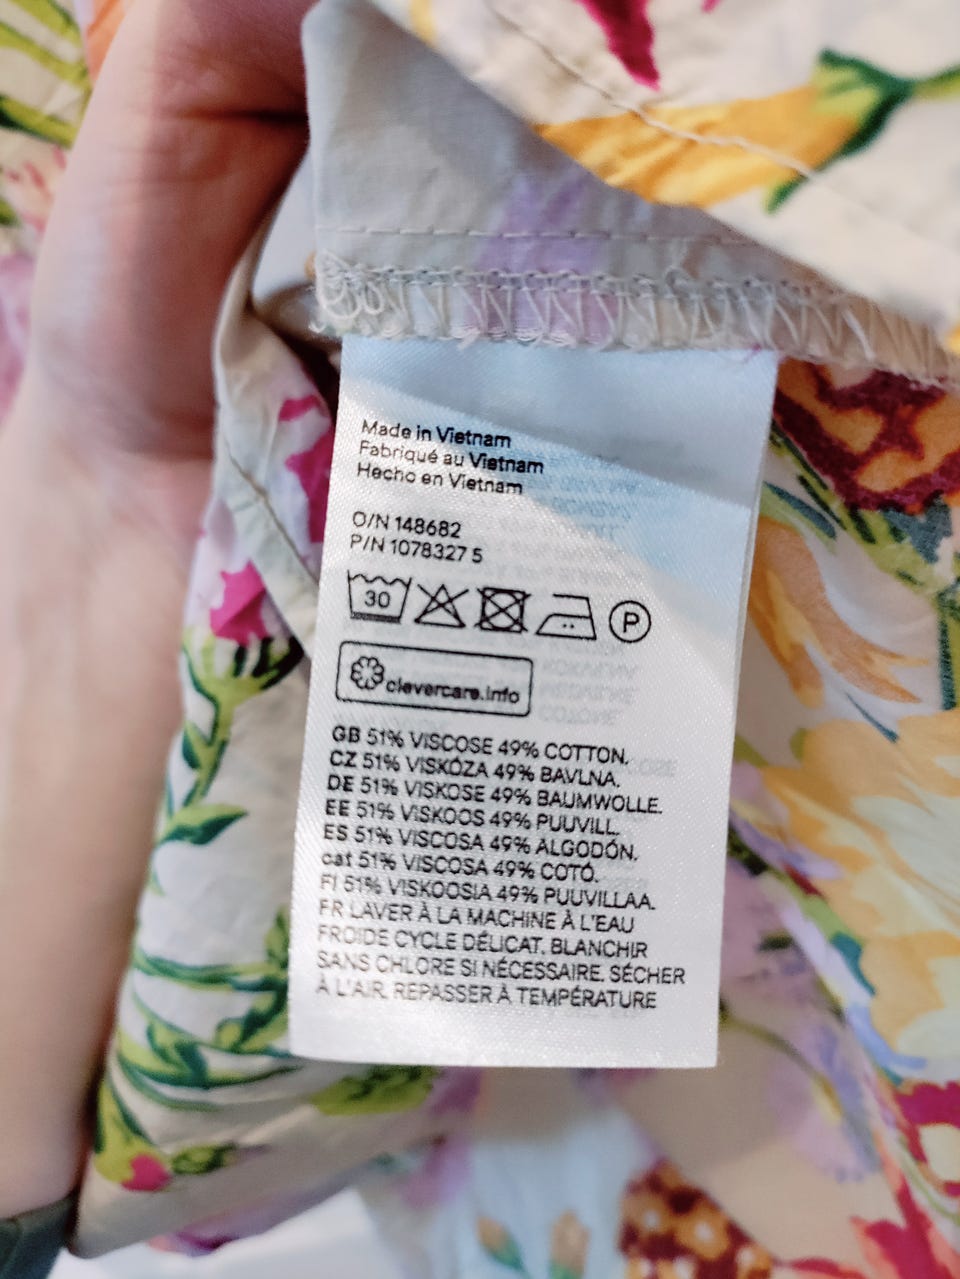 Made in Vietnam
Fabriqué au Vietnam
Hecho en Vietnam
O/N 148682
P/N 1078327 5
30 P
clevercare.info
GB 51% VISCOSE 49% COTTON.
CZ 51% VISKÓZA 49% BAVLNA.
DE 51% VISKOSE 49% BAUMWOLLE.
EE 51% VISKOOS 49% PUUVILL.
ES 51% VISCOSA 49% ALGODÓN.
cat 51% VISCOSA 49% COTÓ.
FI 51% VISKOOSIA 49% PUUVILLAA.
FR LAVER À LA MACHINE À L'EAU
FROIDE CYCLE DÉLICAT. BLANCHIR
SANS CHLORE SI NÉCESSAIRE. SÉCHER
À L'AIR. REPASSER À TEMPÉRATURE